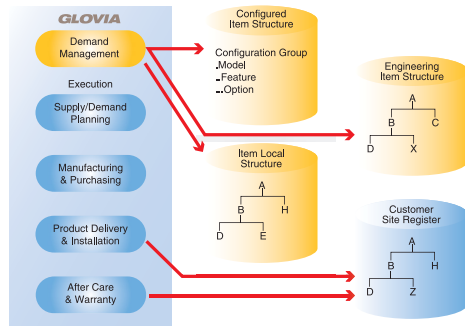 GLOVIA
Demand
Management
Execution
Supply/Demand
Planning
Manufacturing
& Purchasing
Product Delivery
& Installation
After Care
& Warranty
Configured
Item Structure
Configuration Group
.Model
..Feature
...Option
Engineering
Item Structure
A
B C
D X
Item Local
Structure
A
B H
D E
Customer
Site Register
A
B H
D Z